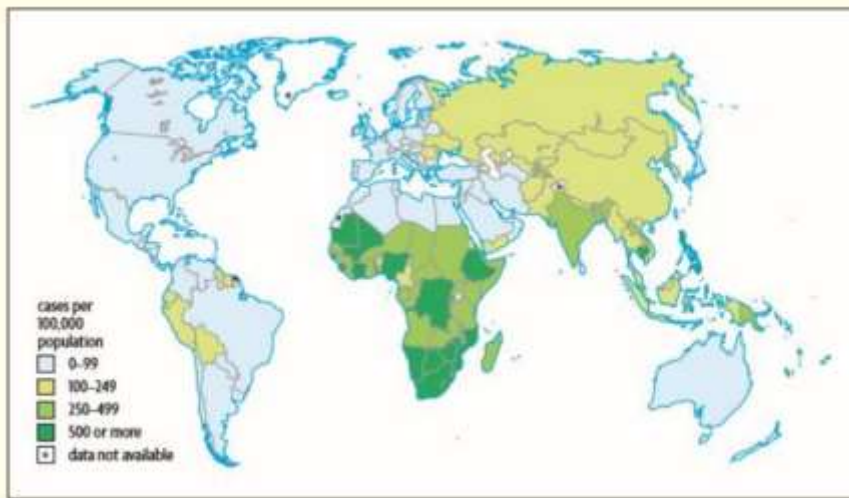 cases per
100,000
population
0–99
100–249
250–499
500 or more
data not available